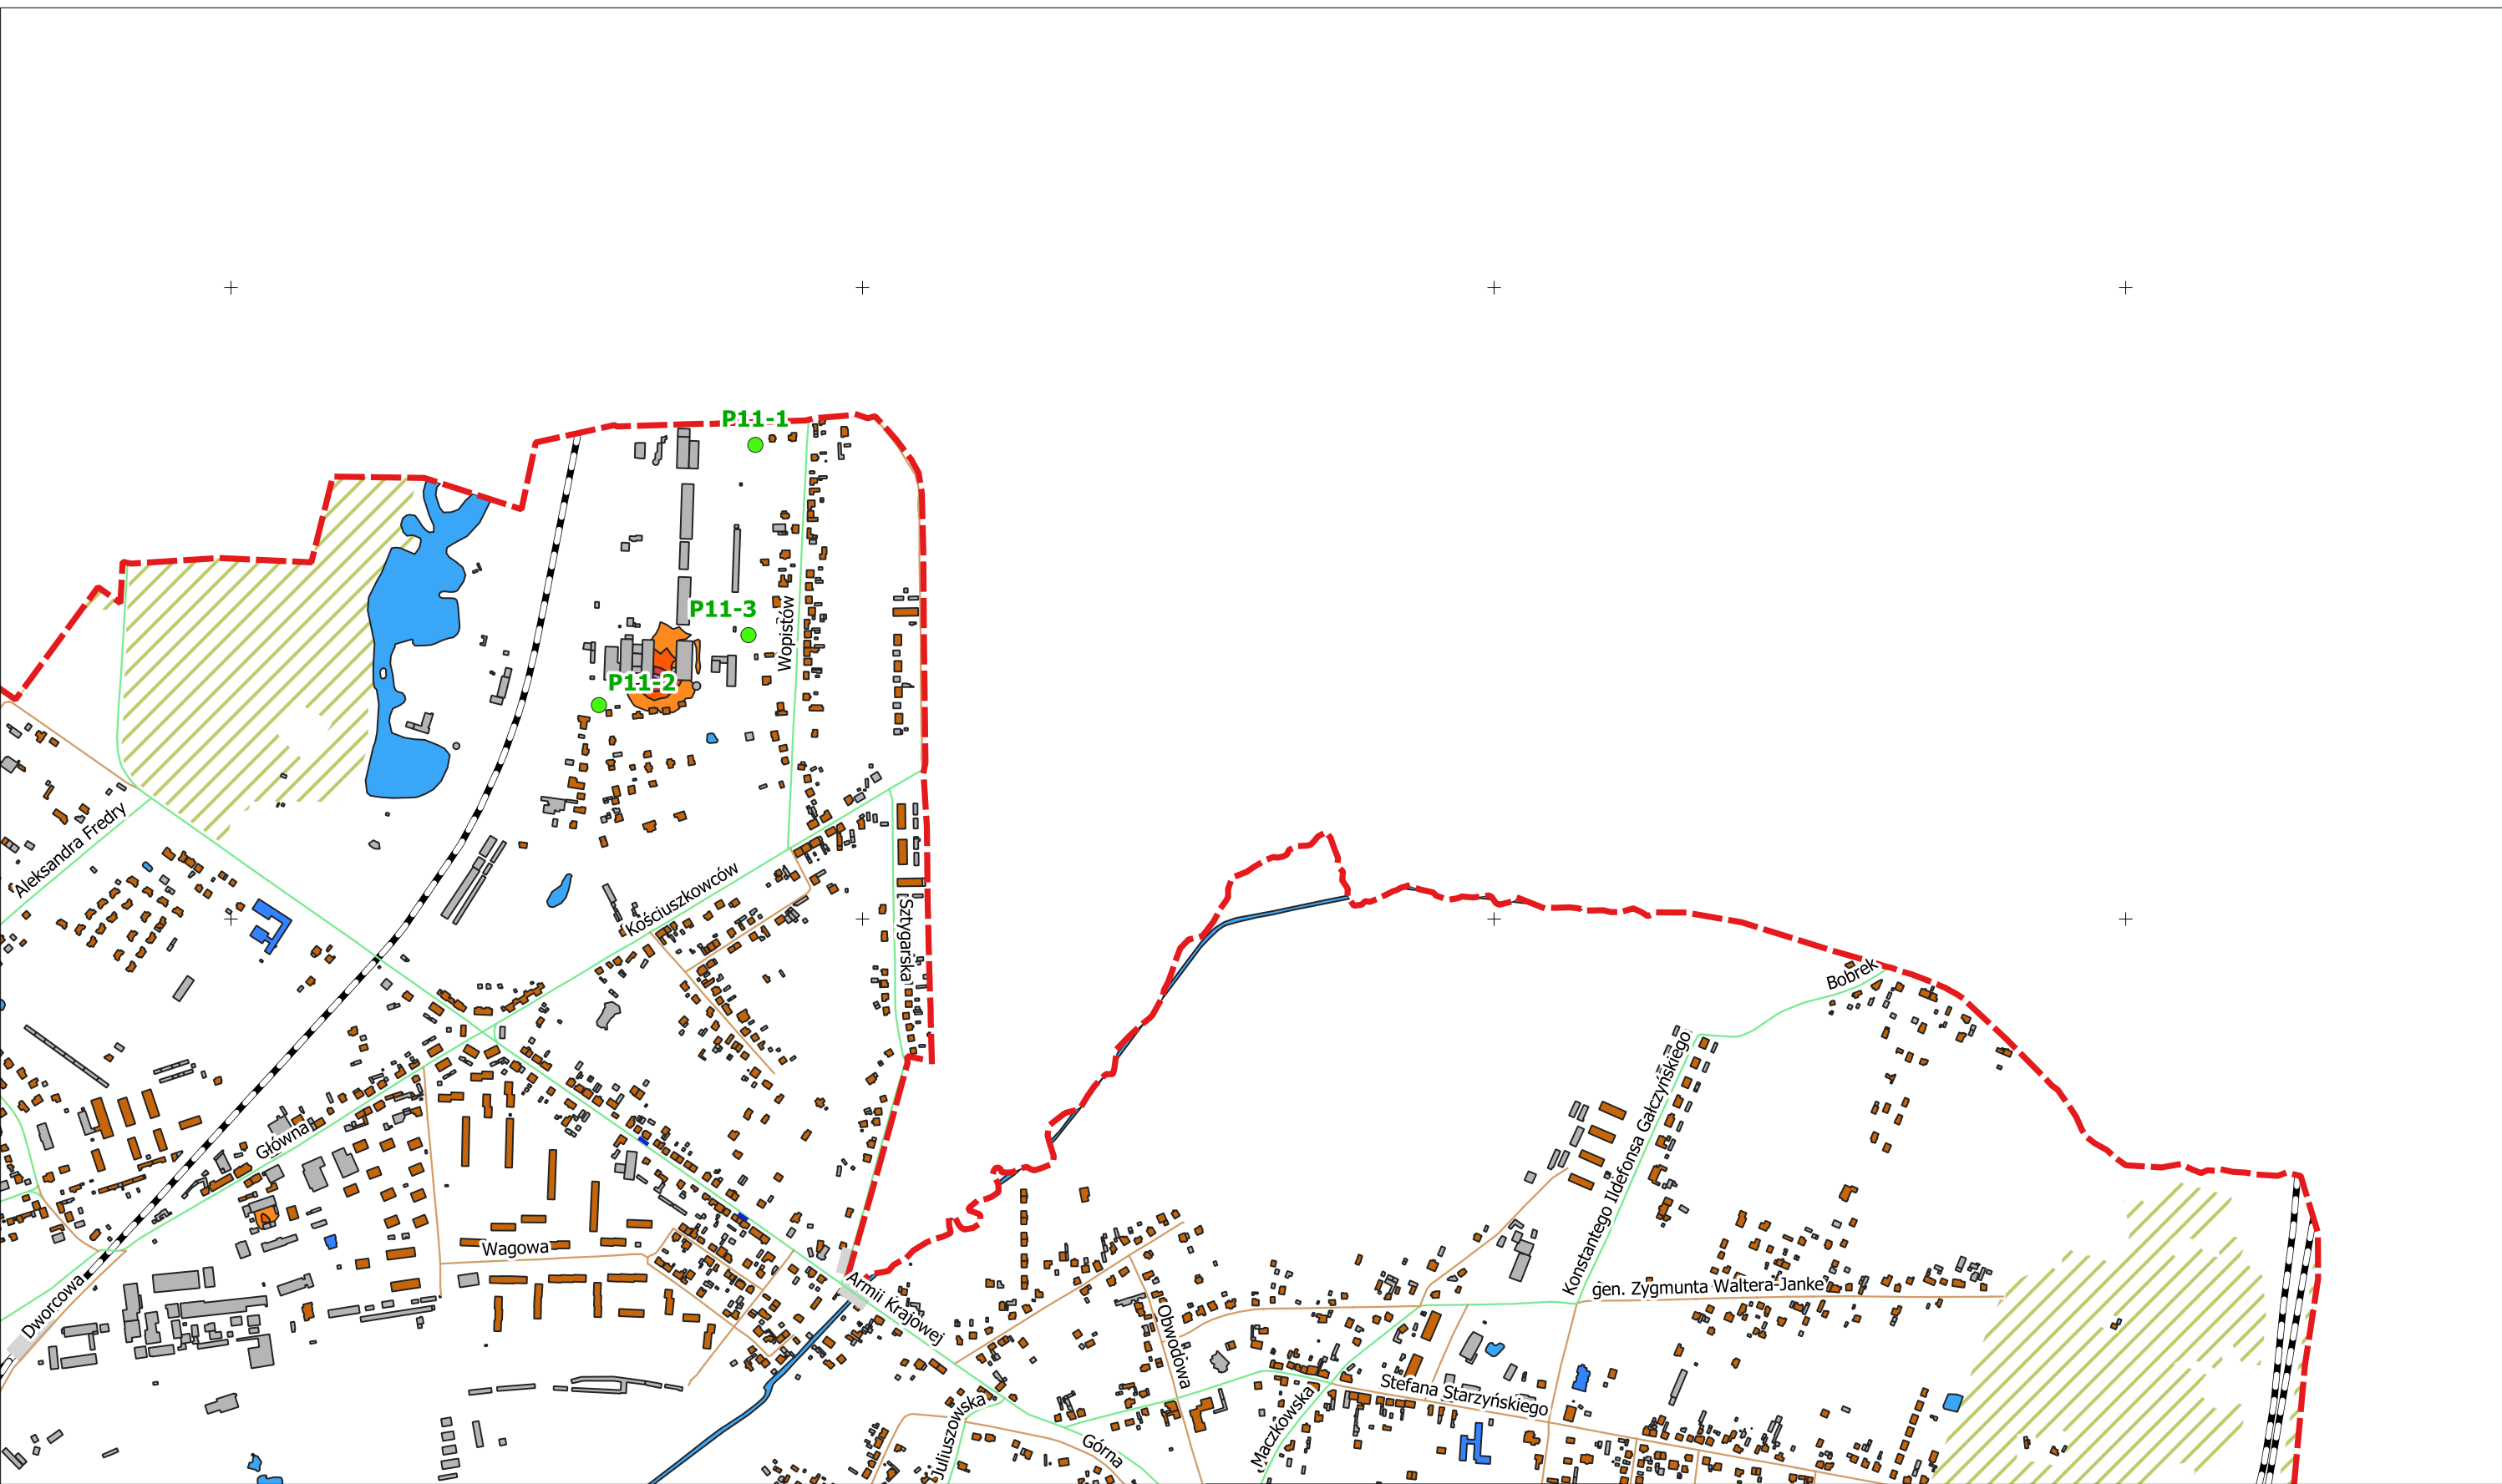 P11-1
P11-3
Wopistów
P11-2
Aleksandra Fredry
Kościuszkowców
Sztygarska
Bobrek
Konstantego Ildefonsa Gałczyńskiego
Główna
Wagowa
Dworcowa
Armii Krajowej
gen. Zygmunta Waltera-Janke
Obwodowa
Stefana Starzyńskiego
Maczkowska
Juliuszowska
Górna